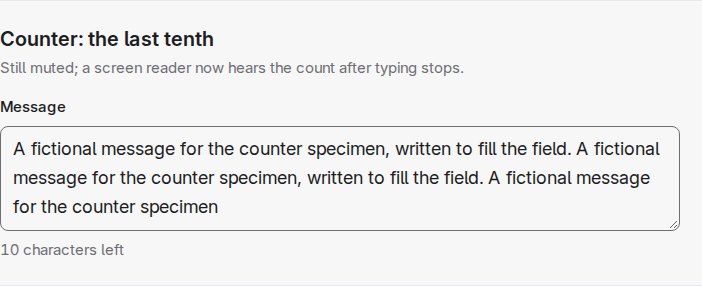 Counter: the last tenth
Still muted; a screen reader now hears the count after typing stops.
Message
A fictional message for the counter specimen, written to fill the field. A fictional
message for the counter specimen, written to fill the field. A fictional message
for the counter specimen
10 characters left